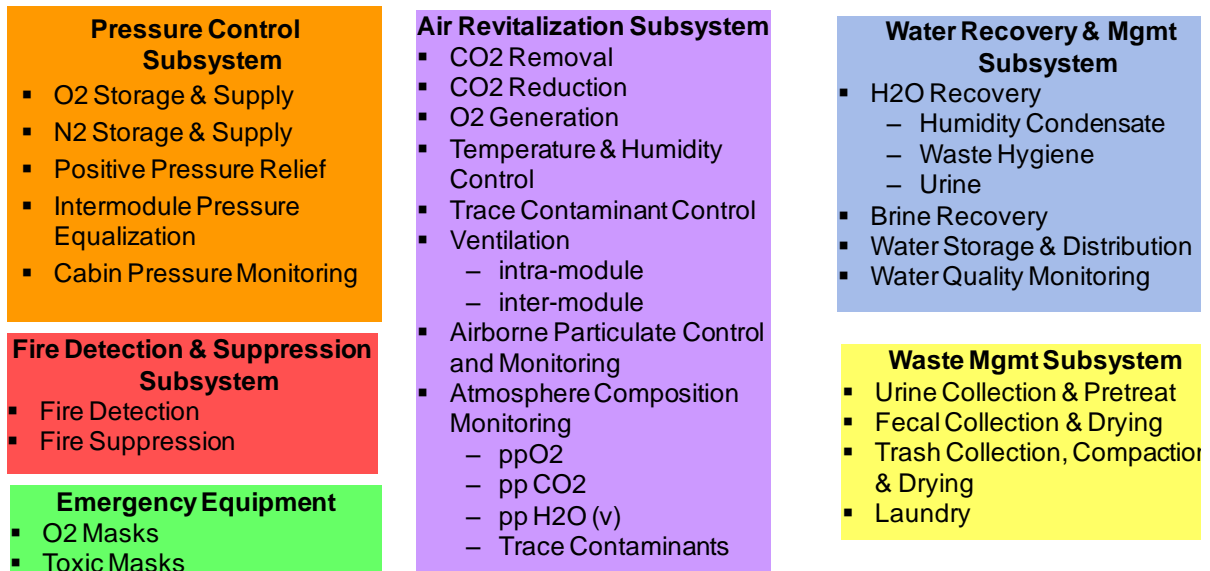 Pressure Control
Subsystem
▪ O2 Storage & Supply
▪ N2 Storage & Supply
▪ Positive Pressure Relief
▪ Intermodule Pressure
Equalization
▪ Cabin Pressure Monitoring
Fire Detection & Suppression
Subsystem
▪ Fire Detection
▪ Fire Suppression
Emergency Equipment
▪ O2 Masks
▪ Toxic Masks
Air Revitalization Subsystem
▪ CO2 Removal
▪ CO2 Reduction
▪ O2 Generation
▪ Temperature & Humidity
Control
▪ Trace Contaminant Control
▪ Ventilation
– intra-module
– inter-module
▪ Airborne Particulate Control
and Monitoring
▪ Atmosphere Composition
Monitoring
– ppO2
– pp CO2
– pp H2O (v)
– Trace Contaminants
Water Recovery & Mgmt
Subsystem
▪ H2O Recovery
– Humidity Condensate
– Waste Hygiene
– Urine
▪ Brine Recovery
▪ Water Storage & Distribution
▪ Water Quality Monitoring
Waste Mgmt Subsystem
▪ Urine Collection & Pretreat
▪ Fecal Collection & Drying
▪ Trash Collection, Compaction
& Drying
▪ Laundry